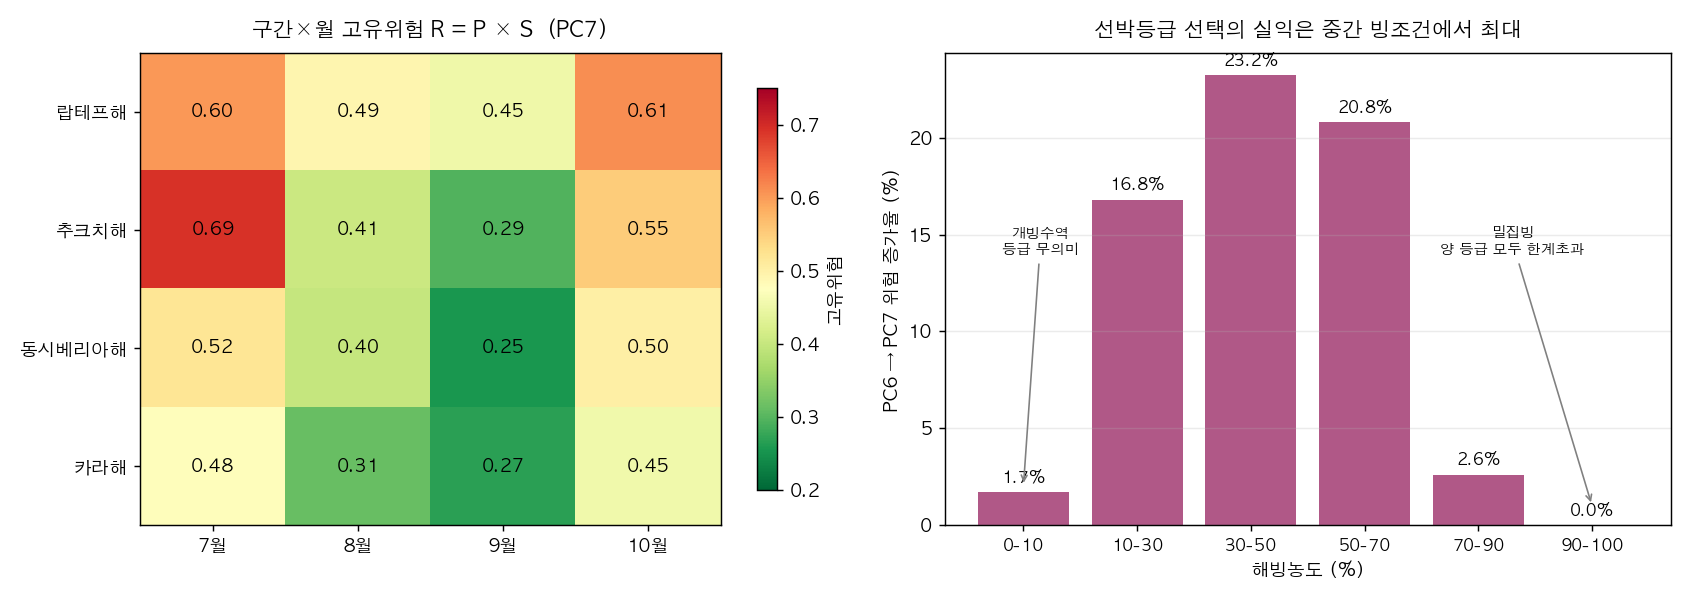 구간×월 고유위험 R = P × S (PC7)
랍테프해
추크치해
동시베리아해
카라해
0.60 0.49 0.45 0.61
0.69 0.41 0.29 0.55
0.52 0.40 0.25 0.50
0.48 0.31 0.27 0.45
7월 8월 9월 10월
0.7
0.6
0.5
0.4
0.3
0.2
고유위험
선박등급 선택의 실익은 중간 빙조건에서 최대
PC6→PC7 위험 증가율 (%)
20
15
10
5
0
1.7%
16.8%
23.2%
20.8%
2.6%
0.0%
개빙수역
등급 무의미
밀집빙
양 등급 모두 한계초과
0-10 10-30 30-50 50-70 70-90 90-100
해빙농도 (%)